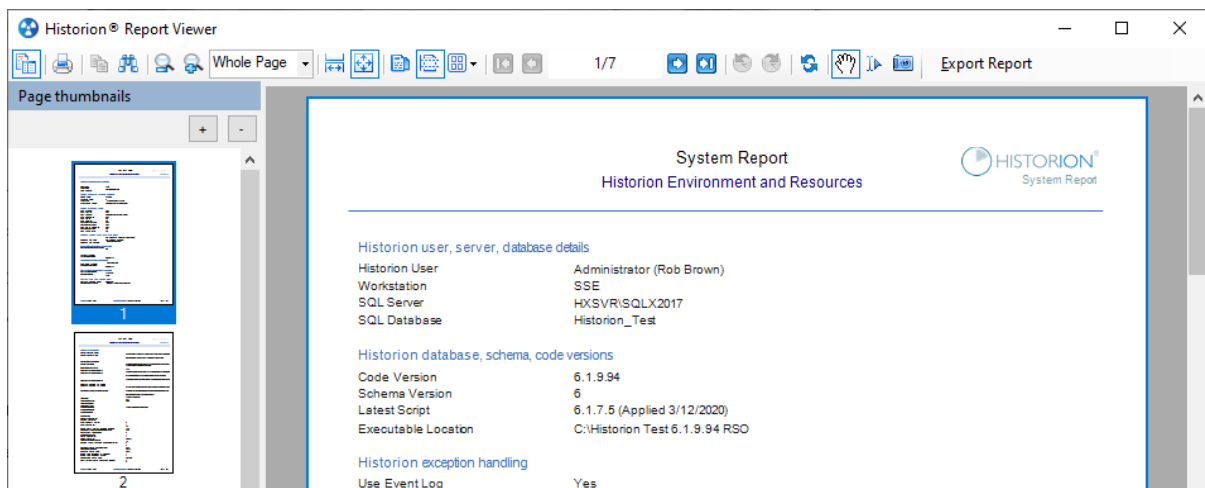 Historion® Report Viewer
Whole Page 1/7 Export Report
Page thumbnails
+ -
1
2
System Report
Historion Environment and Resources
HISTORION®
System Report
Historion user, server, database details
Historion User Administrator (Rob Brown)
Workstation SSE
SQL Server HXSVR\SQLX2017
SQL Database Historion_Test
Historion database, schema, code versions
Code Version 6.1.9.94
Schema Version 6
Latest Script 6.1.7.5 (Applied 3/12/2020)
Executable Location C:\Historion Test 6.1.9.94 RSO
Historion exception handling
Use Event Log Yes